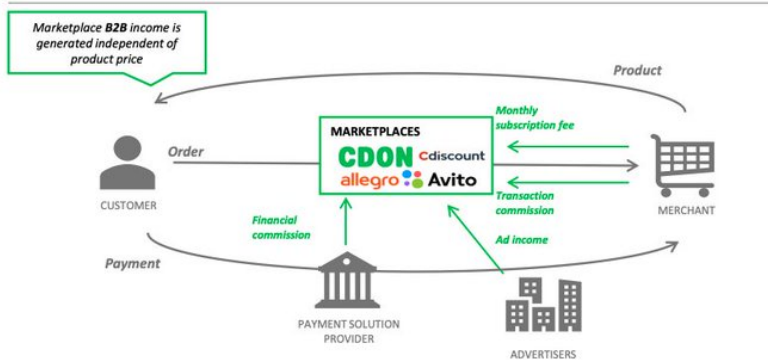 Marketplace B2B income is
generated independent of
product price
Product
Monthly
subscription fee
MARKETPLACES
CDON Cdiscount
allegro Avito
Order
CUSTOMER
MERCHANT
Transaction
commission
Financial
commission
Ad income
Payment
PAYMENT SOLUTION
PROVIDER
ADVERTISERS